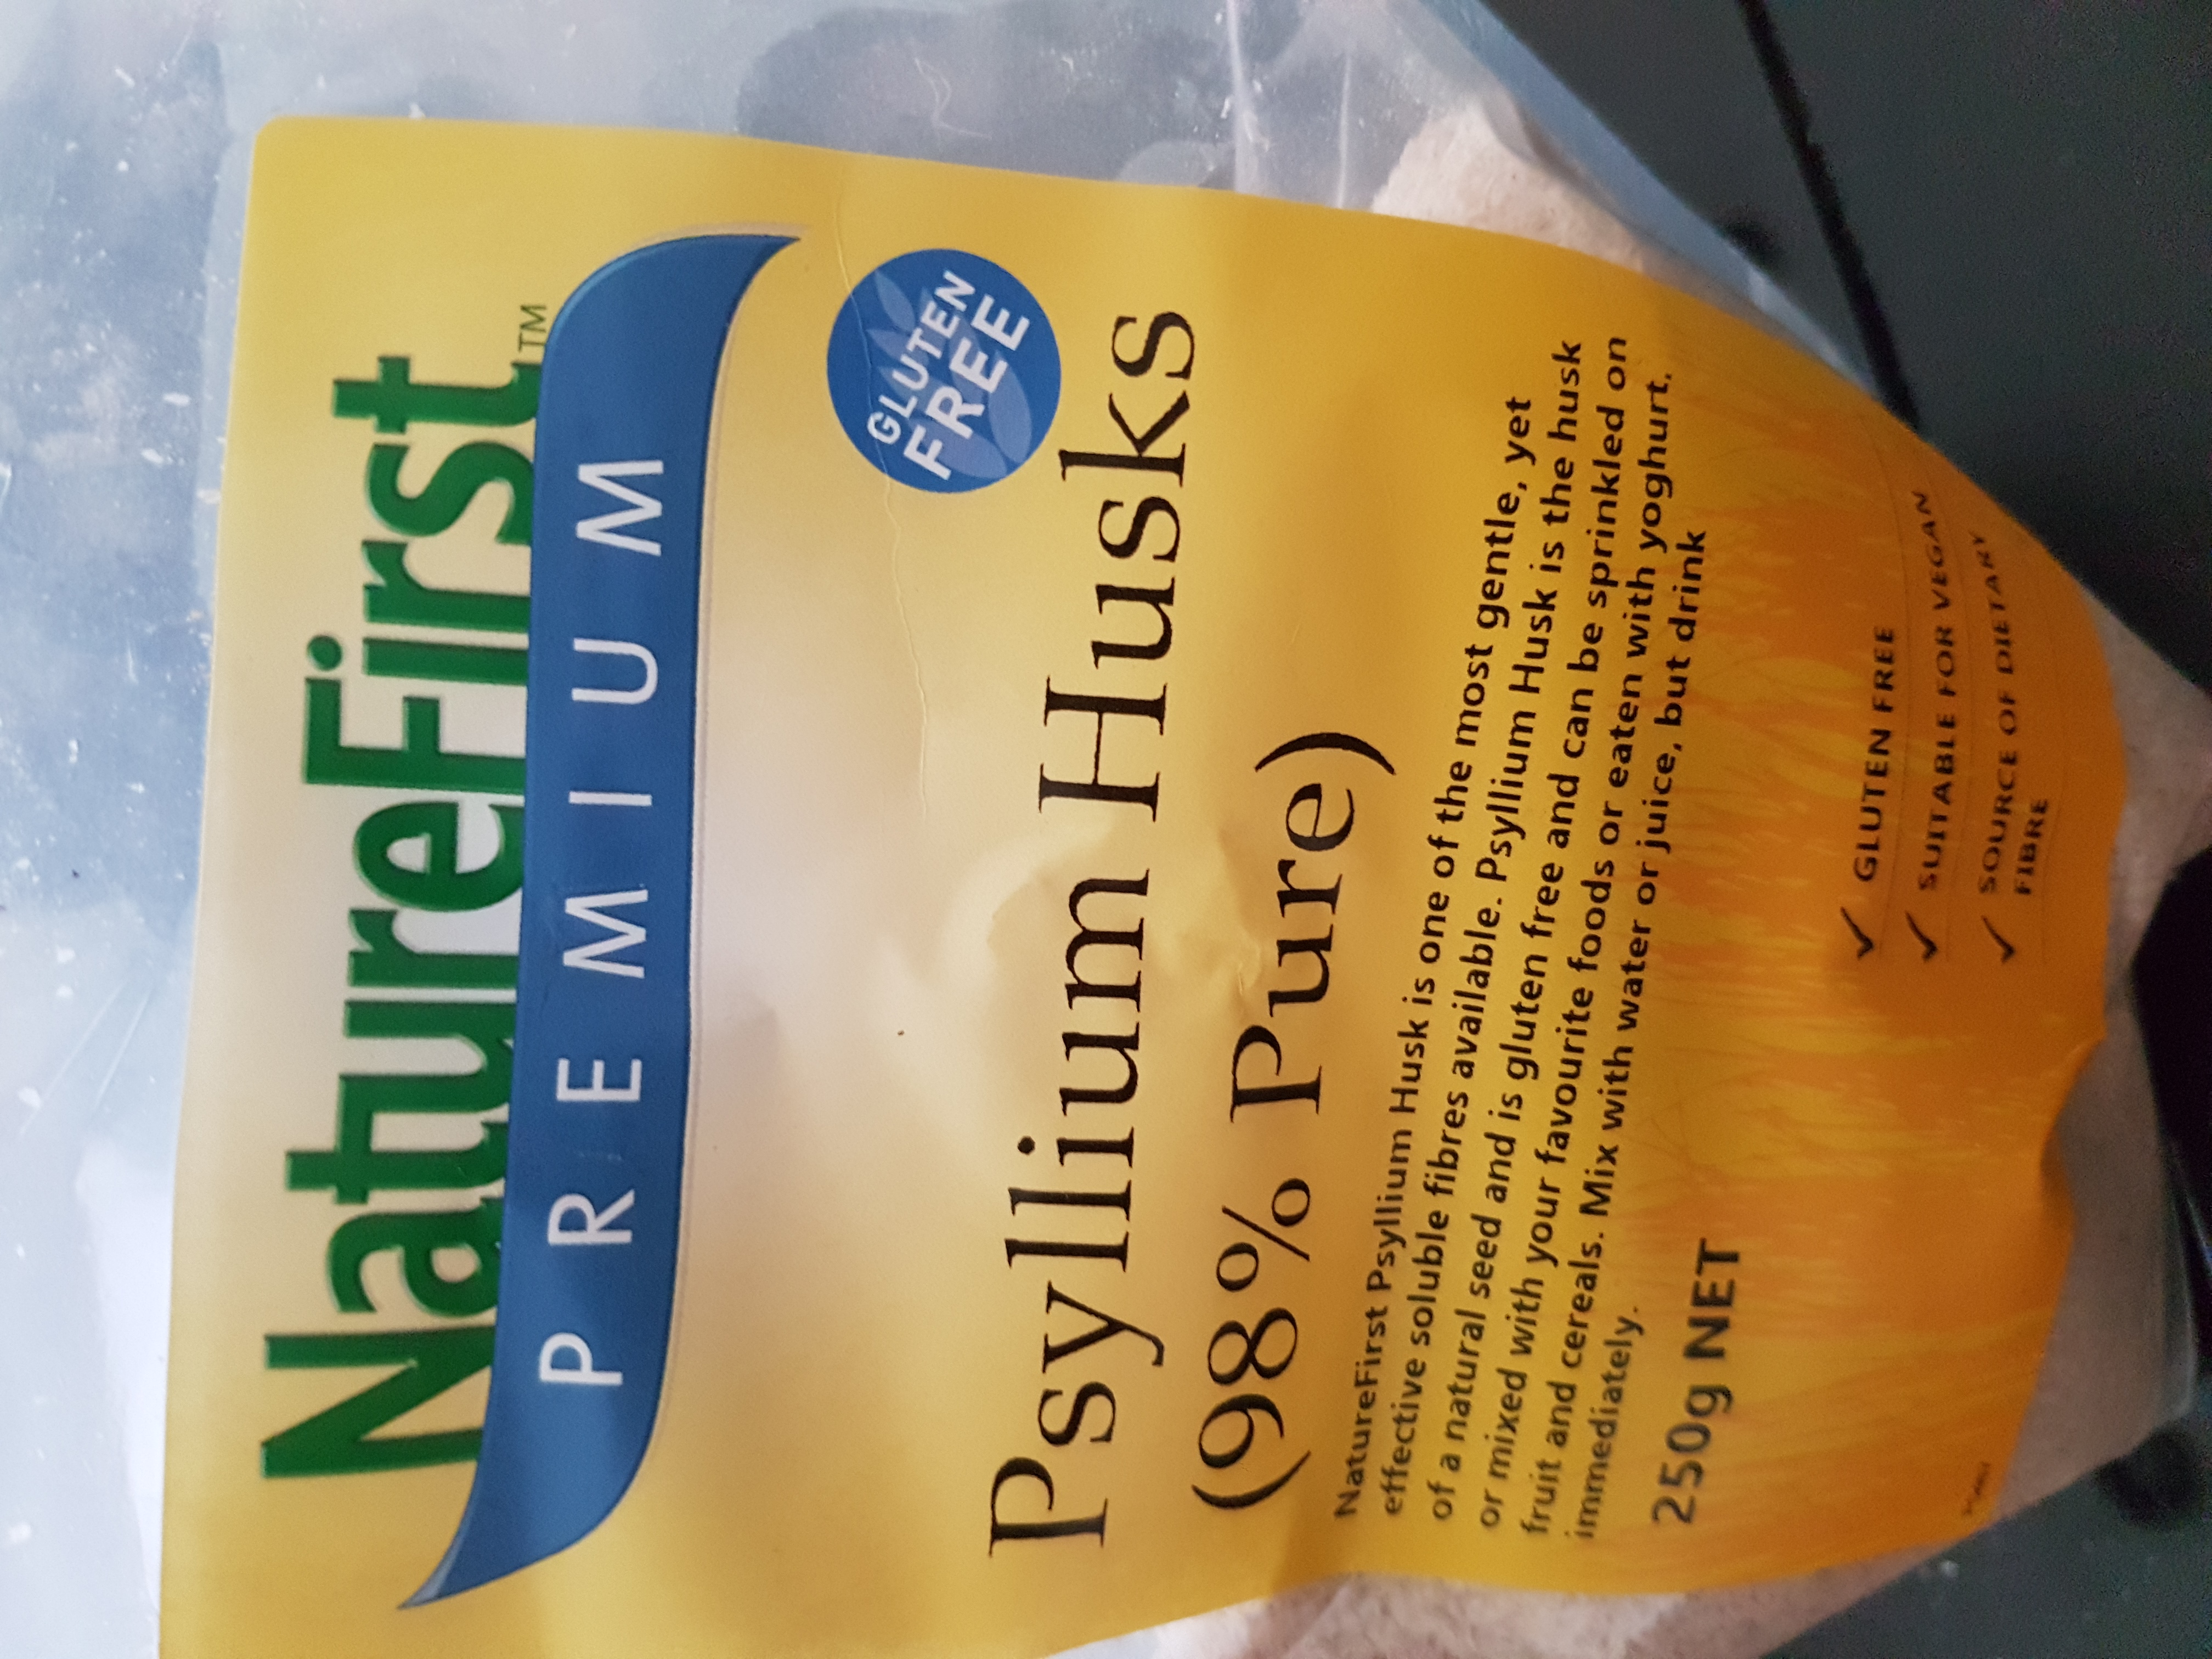 NatureFirst™
PREMIUM
GLUTEN
FREE
Psyllium Husks
(98% Pure)
NatureFirst Psyllium Husk is one of the most gentle, yet
effective soluble fibres available. Psyllium Husk is the husk
of a natural seed and is gluten free and can be sprinkled on
or mixed with your favourite foods or eaten with yoghurt,
fruit and cereals. Mix with water or juice, but drink
immediately.
250g NET
✓ GLUTEN FREE
✓ SUITABLE FOR VEGAN
✓ SOURCE OF DIETARY
FIBRE